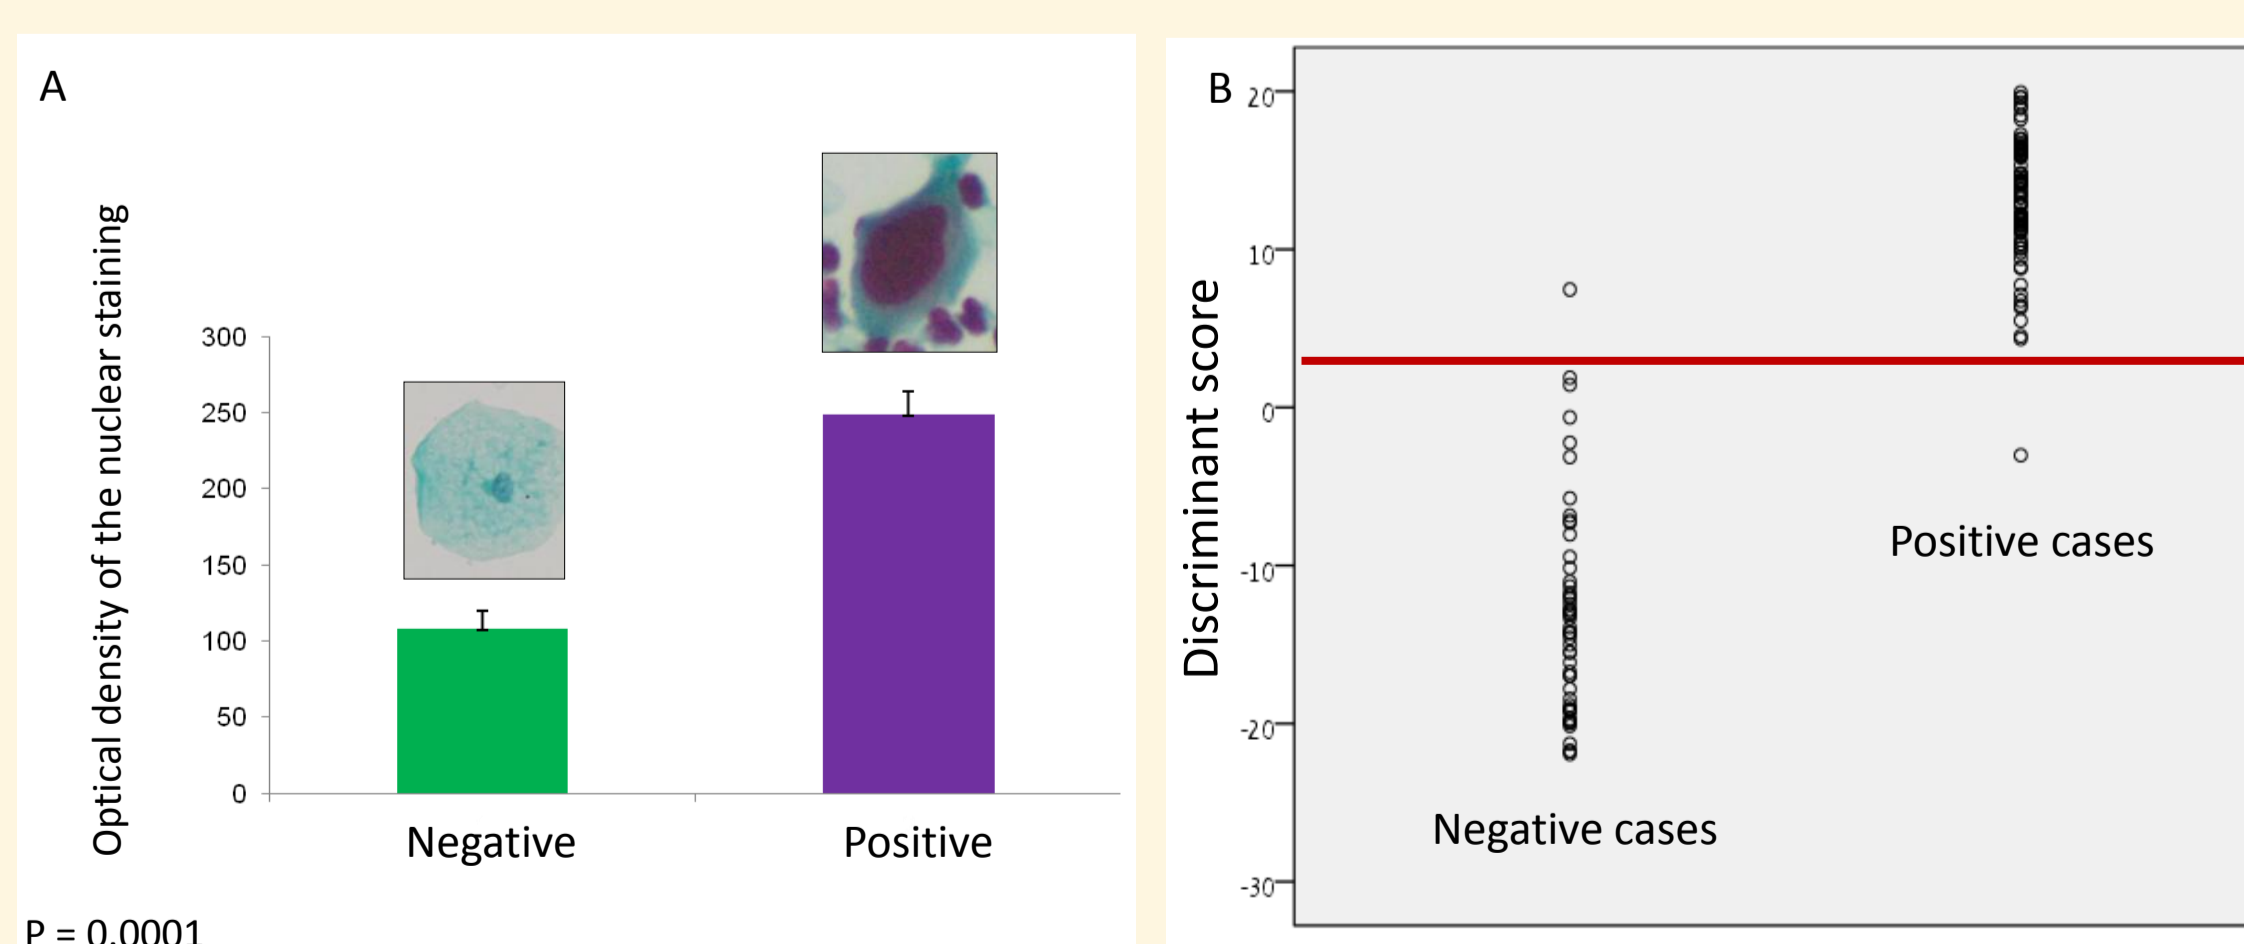 A
Optical density of the nuclear staining
300
250
200
150
100
50
0
Negative
Positive
P = 0.0001
B
Discriminant score
20
10
0
-10
-20
-30
Negative cases
Positive cases